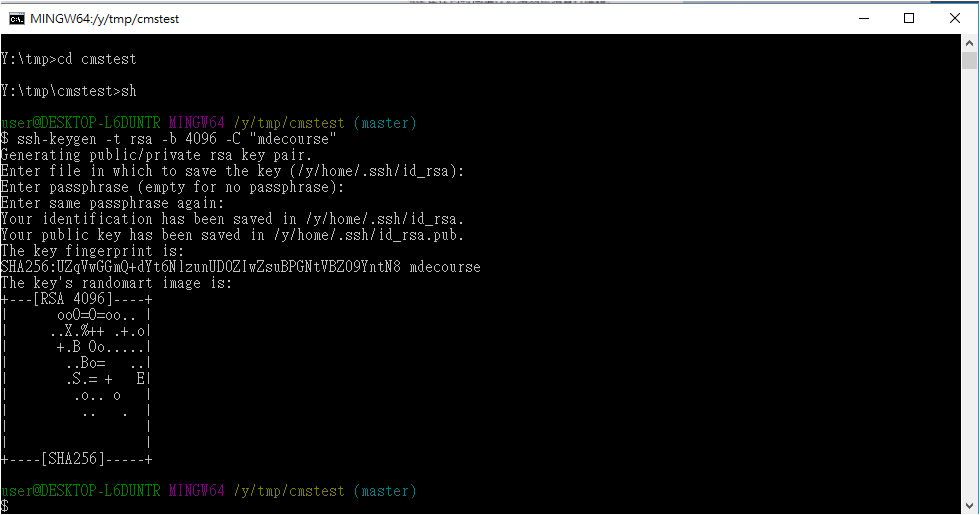 MINGW64:/y/tmp/cmstest
Y:\tmp>cd cmstest
Y:\tmp\cmstest>sh
user@DESKTOP-L6DUNTR MINGW64 /y/tmp/cmstest (master)
$ ssh-keygen -t rsa -b 4096 -C "mdecourse"
Generating public/private rsa key pair.
Enter file in which to save the key (/y/home/.ssh/id_rsa):
Enter passphrase (empty for no passphrase):
Enter same passphrase again:
Your identification has been saved in /y/home/.ssh/id_rsa.
Your public key has been saved in /y/home/.ssh/id_rsa.pub.
The key fingerprint is:
SHA256:UZqVwGGmQ+dYt6NlzunUDOZIwZsuBPGNtVBZO9YntN8 mdecourse
The key's randomart image is:
+---[RSA 4096]----+
|      ooO=O=oo.. |
|     ..X.%++ .+.o|
|      +.B Oo.....|
|       ..Bo=   ..|
|       .S.= +   E|
|        .o.. o   |
|         ..   .  |
|                 |
|                 |
+----[SHA256]-----+
user@DESKTOP-L6DUNTR MINGW64 /y/tmp/cmstest (master)
$